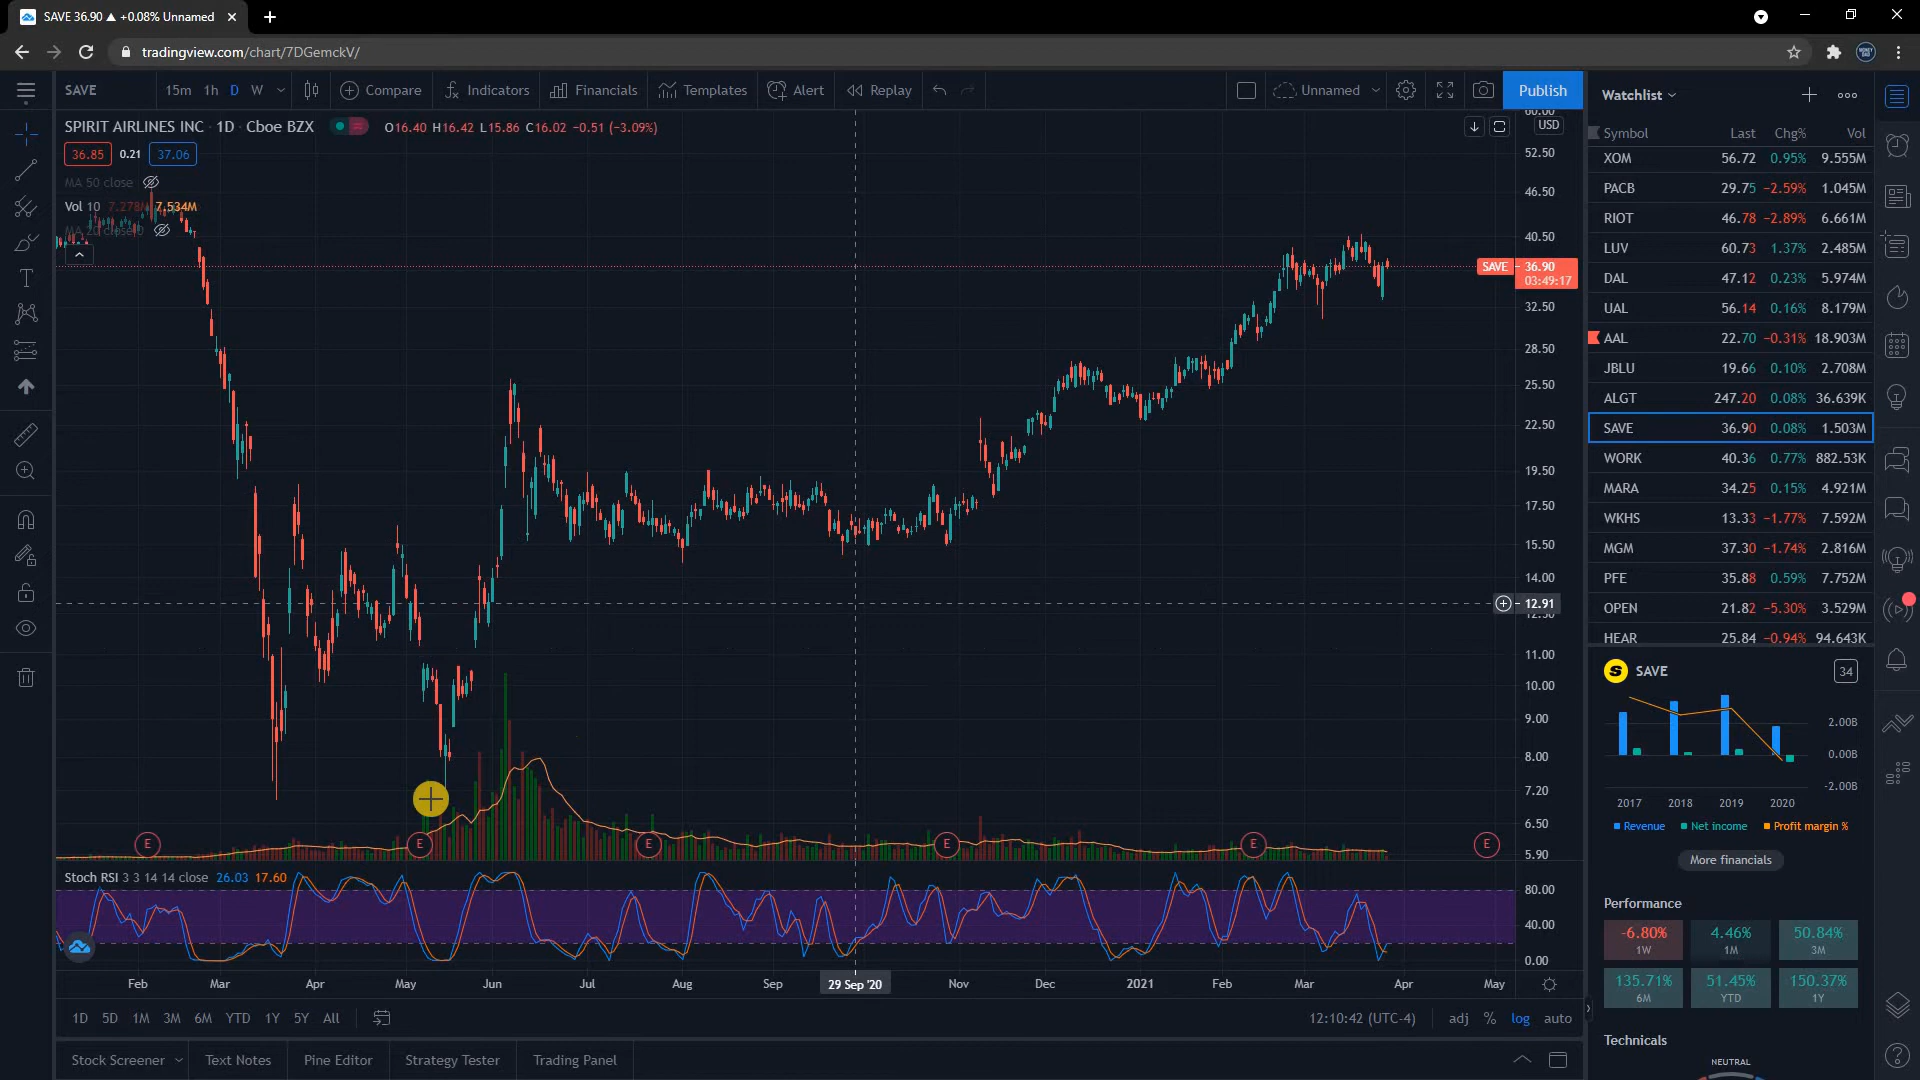 SAVE 36.90 ▲ +0.08% Unnamed
tradingview.com/chart/7DGemckV/
SAVE 15m 1h D W Compare Indicators Financials Templates Alert Replay Unnamed Publish
SPIRIT AIRLINES INC · 1D · Cboe BZX O16.40 H16.42 L15.86 C16.02 −0.51 (−3.09%)
36.85 0.21 37.06
MA 50 close
Vol 10 7.278M 7.534M
USD
60.00
52.50
46.50
40.50
SAVE 36.90
03:49:17
32.50
28.50
25.50
22.50
19.50
17.50
15.50
14.00
12.91
12.50
11.00
10.00
9.00
8.00
7.20
6.50
5.90
E E E E E E
Stoch RSI 3 3 14 14 close 26.03 17.60
80.00
40.00
0.00
Feb Mar Apr May Jun Jul Aug Sep 29 Sep '20 Nov Dec 2021 Feb Mar Apr May
1D 5D 1M 3M 6M YTD 1Y 5Y All 12:10:42 (UTC-4) adj % log auto
Stock Screener Text Notes Pine Editor Strategy Tester Trading Panel
Watchlist
Symbol Last Chg% Vol
XOM 56.72 0.95% 9.555M
PACB 29.75 −2.59% 1.045M
RIOT 46.78 −2.89% 6.661M
LUV 60.73 1.37% 2.485M
DAL 47.12 0.23% 5.974M
UAL 56.14 0.16% 8.179M
AAL 22.70 −0.31% 18.903M
JBLU 19.66 0.10% 2.708M
ALGT 247.20 0.08% 36.639K
SAVE 36.90 0.08% 1.503M
WORK 40.36 0.77% 882.53K
MARA 34.25 0.15% 4.921M
WKHS 13.33 −1.77% 7.592M
MGM 37.30 −1.74% 2.816M
PFE 35.88 0.59% 7.752M
OPEN 21.82 −5.30% 3.529M
HEAR 25.84 −0.94% 94.643K
S SAVE 34
2.00B
0.00B
-2.00B
2017 2018 2019 2020
Revenue Net income Profit margin %
More financials
Performance
-6.80% 4.46% 50.84%
1W 1M 3M
135.71% 51.45% 150.37%
6M YTD 1Y
Technicals
NEUTRAL